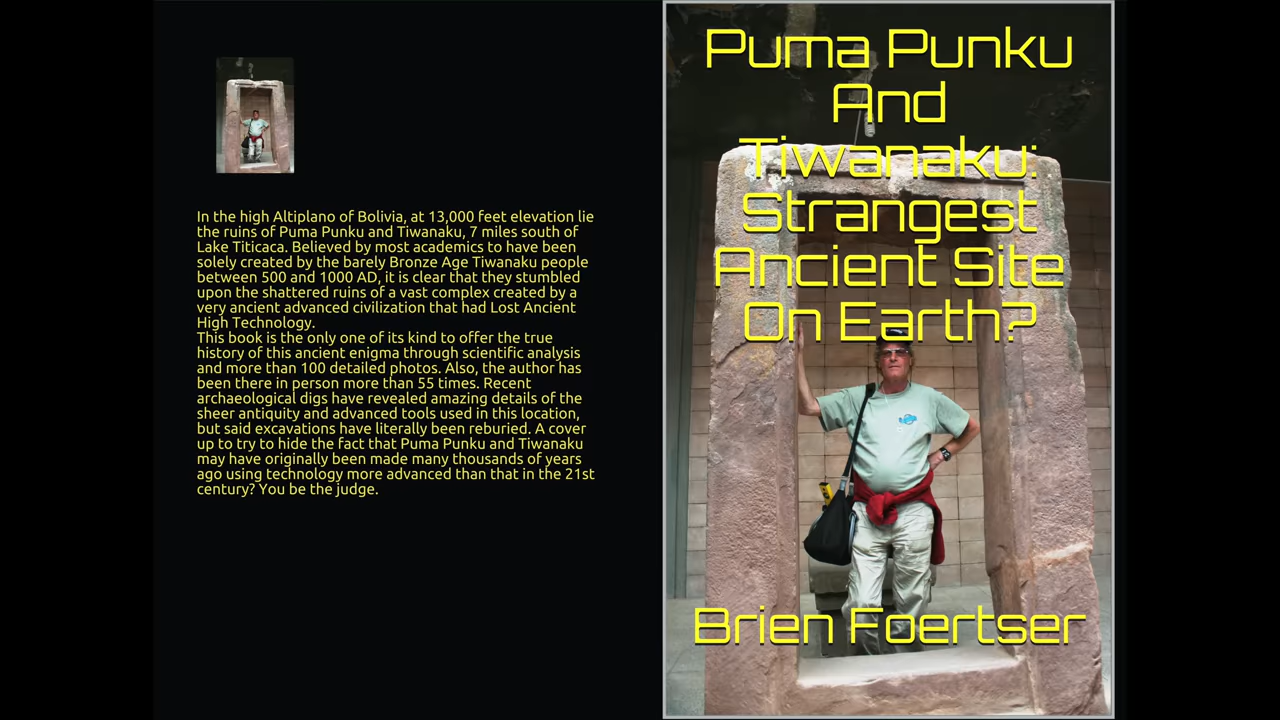 In the high Altiplano of Bolivia, at 13,000 feet elevation lie
the ruins of Puma Punku and Tiwanaku, 7 miles south of
Lake Titicaca. Believed by most academics to have been
solely created by the barely Bronze Age Tiwanaku people
between 500 and 1000 AD, it is clear that they stumbled
upon the shattered ruins of a vast complex created by a
very ancient advanced civilization that had Lost Ancient
High Technology.
This book is the only one of its kind to offer the true
history of this ancient enigma through scientific analysis
and more than 100 detailed photos. Also, the author has
been there in person more than 55 times. Recent
archaeological digs have revealed amazing details of the
sheer antiquity and advanced tools used in this location,
but said excavations have literally been reburied. A cover
up to try to hide the fact that Puma Punku and Tiwanaku
may have originally been made many thousands of years
ago using technology more advanced than that in the 21st
century? You be the judge.
Puma Punku
And
Tiwanaku:
Strangest
Ancient Site
On Earth?
Brien Foertser